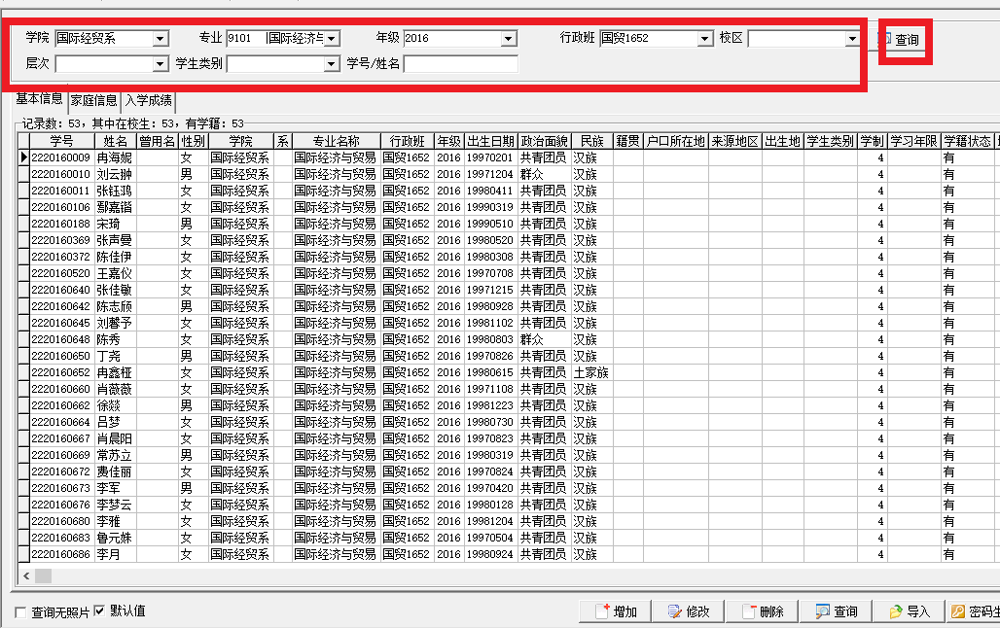 学院 国际经贸系 专业 9101 |国际经济与 年级 2016 行政班 国贸1652 校区 查询
层次 学生类别 学号/姓名
基本信息 家庭信息 入学成绩
记录数：53，其中在校生：53，有学籍：53
学号 姓名 曾用名 性别 学院 系 专业名称 行政班 年级 出生日期 政治面貌 民族 籍贯 户口所在地 来源地区 出生地 学生类别 学制 学习年限 学籍状态
2220160009 冉海妮 女 国际经贸系 国际经济与贸易 国贸1652 2016 19970201 共青团员 汉族 4 有
2220160010 刘云翀 男 国际经贸系 国际经济与贸易 国贸1652 2016 19971204 群众 汉族 4 有
2220160011 张钰鸿 女 国际经贸系 国际经济与贸易 国贸1652 2016 19980411 共青团员 汉族 4 有
2220160106 鄢嘉锴 女 国际经贸系 国际经济与贸易 国贸1652 2016 19990319 共青团员 汉族 4 有
2220160188 宋琦 男 国际经贸系 国际经济与贸易 国贸1652 2016 19990510 共青团员 汉族 4 有
2220160369 张声曼 女 国际经贸系 国际经济与贸易 国贸1652 2016 19980520 共青团员 汉族 4 有
2220160372 陈佳伊 女 国际经贸系 国际经济与贸易 国贸1652 2016 19980308 共青团员 汉族 4 有
2220160520 王嘉仪 女 国际经贸系 国际经济与贸易 国贸1652 2016 19970708 共青团员 汉族 4 有
2220160640 张佳敏 女 国际经贸系 国际经济与贸易 国贸1652 2016 19971215 共青团员 汉族 4 有
2220160642 陈志颀 男 国际经贸系 国际经济与贸易 国贸1652 2016 19980928 共青团员 汉族 4 有
2220160645 刘馨予 女 国际经贸系 国际经济与贸易 国贸1652 2016 19981102 共青团员 汉族 4 有
2220160648 陈秀 女 国际经贸系 国际经济与贸易 国贸1652 2016 19980803 群众 汉族 4 有
2220160650 丁尧 男 国际经贸系 国际经济与贸易 国贸1652 2016 19970826 共青团员 汉族 4 有
2220160652 冉鑫桠 女 国际经贸系 国际经济与贸易 国贸1652 2016 19980615 共青团员 土家族 4 有
2220160660 肖薇薇 女 国际经贸系 国际经济与贸易 国贸1652 2016 19971108 共青团员 汉族 4 有
2220160662 徐燚 男 国际经贸系 国际经济与贸易 国贸1652 2016 19981223 共青团员 汉族 4 有
2220160664 吕梦 女 国际经贸系 国际经济与贸易 国贸1652 2016 19980730 共青团员 汉族 4 有
2220160667 肖晨阳 女 国际经贸系 国际经济与贸易 国贸1652 2016 19970823 共青团员 汉族 4 有
2220160669 常苏立 男 国际经贸系 国际经济与贸易 国贸1652 2016 19980319 共青团员 汉族 4 有
2220160672 费佳丽 女 国际经贸系 国际经济与贸易 国贸1652 2016 19970824 共青团员 汉族 4 有
2220160673 李军 男 国际经贸系 国际经济与贸易 国贸1652 2016 19970420 共青团员 汉族 4 有
2220160676 李梦云 女 国际经贸系 国际经济与贸易 国贸1652 2016 19980128 共青团员 汉族 4 有
2220160680 李雅 女 国际经贸系 国际经济与贸易 国贸1652 2016 19981204 共青团员 汉族 4 有
2220160683 鲁元姝 女 国际经贸系 国际经济与贸易 国贸1652 2016 19970504 共青团员 汉族 4 有
2220160686 李月 女 国际经贸系 国际经济与贸易 国贸1652 2016 19980924 共青团员 汉族 4 有
查询无照片 默认值 增加 修改 删除 查询 导入 密码生